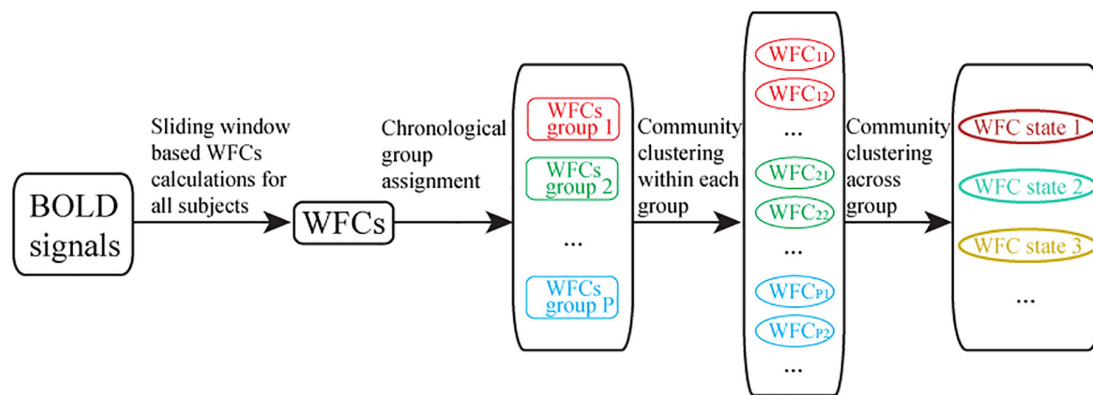 BOLD
signals
Sliding window
based WFCs
calculations for
all subjects
WFCs
Chronological
group
assignment
WFCs
group 1
WFCs
group 2
...
WFCs
group P
Community
clustering
within each
group
WFC₁₁
WFC₁₂
...
WFC₂₁
WFC₂₂
...
WFCP₁
WFCP₂
...
Community
clustering
across
group
WFC state 1
WFC state 2
WFC state 3
...